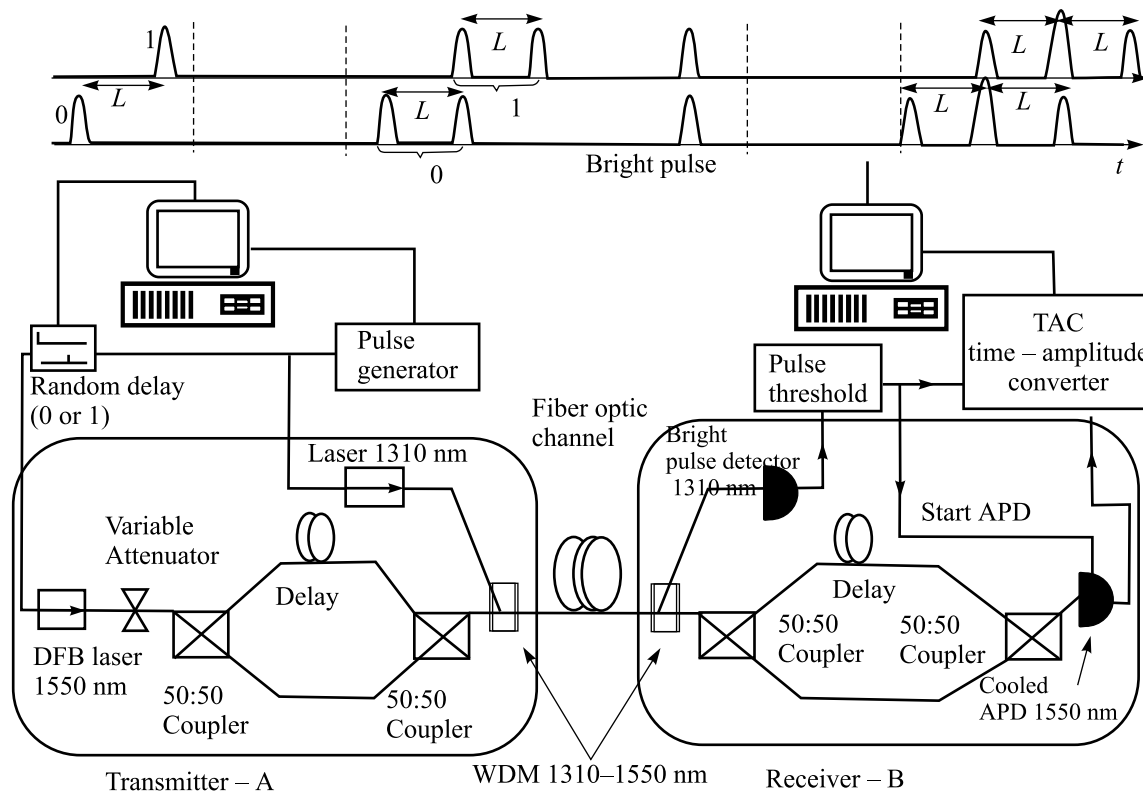 1
L
L
L
0
L
L
1
L
L
0
Bright pulse
t
Pulse
generator
TAC
time – amplitude
converter
Pulse
threshold
Random delay
(0 or 1)
Fiber optic
channel
Laser 1310 nm
Bright
pulse detector
1310 nm
Variable
Attenuator
Start APD
Delay
Delay
50:50
Coupler
50:50
Coupler
DFB laser
1550 nm
50:50
Coupler
50:50
Coupler
Cooled
APD 1550 nm
WDM 1310–1550 nm
Transmitter – A
Receiver – B